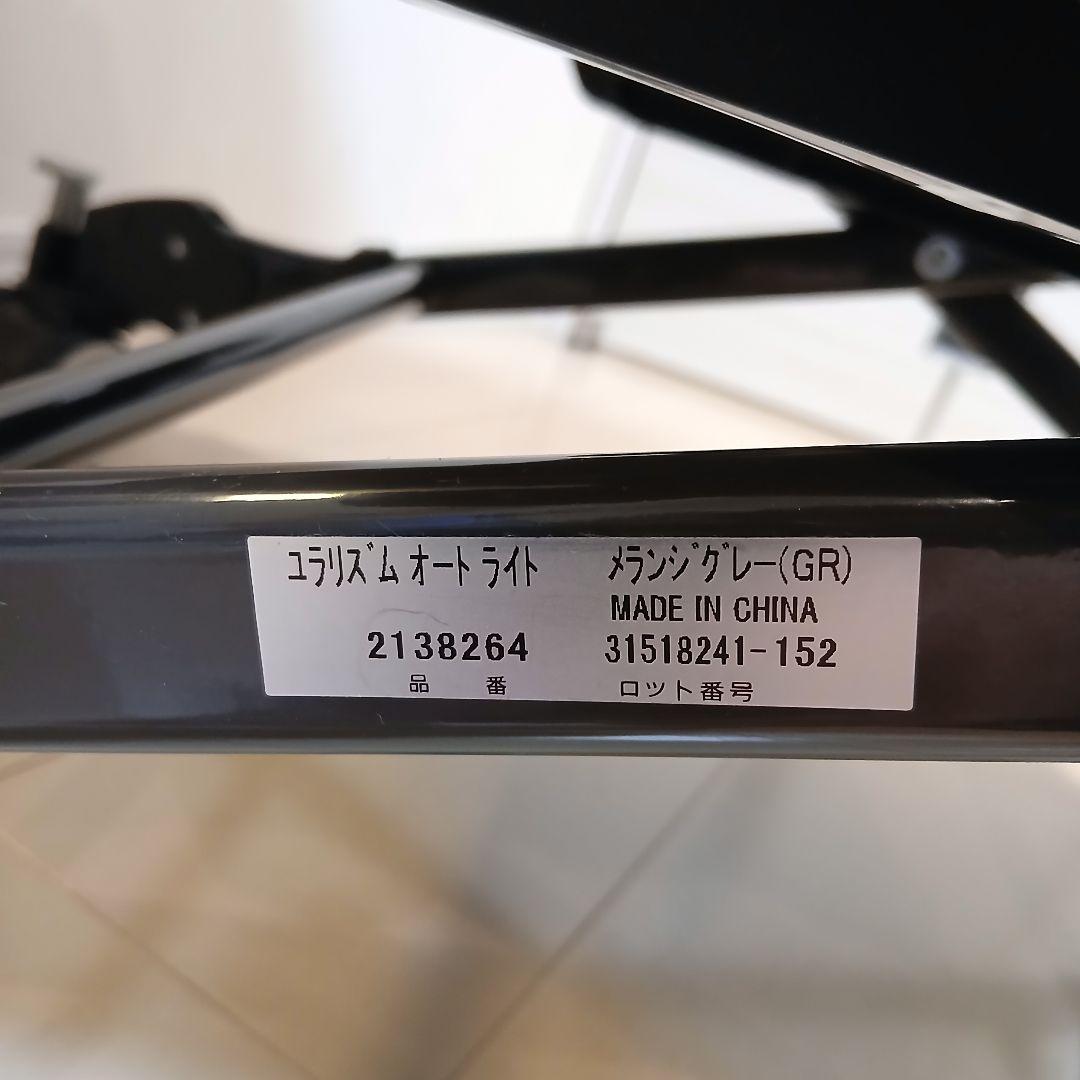 ユラリズム オート ライト メランジグレー(GR)
MADE IN CHINA
2138264 31518241-152
品 番 ロット番号